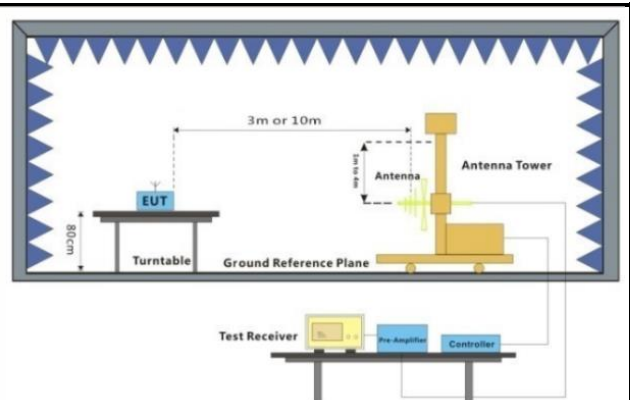 3m or 10m
1m to 4m
Antenna
Antenna Tower
EUT
80cm
Turntable
Ground Reference Plane
Test Receiver
Pre-Amplifier
Controller